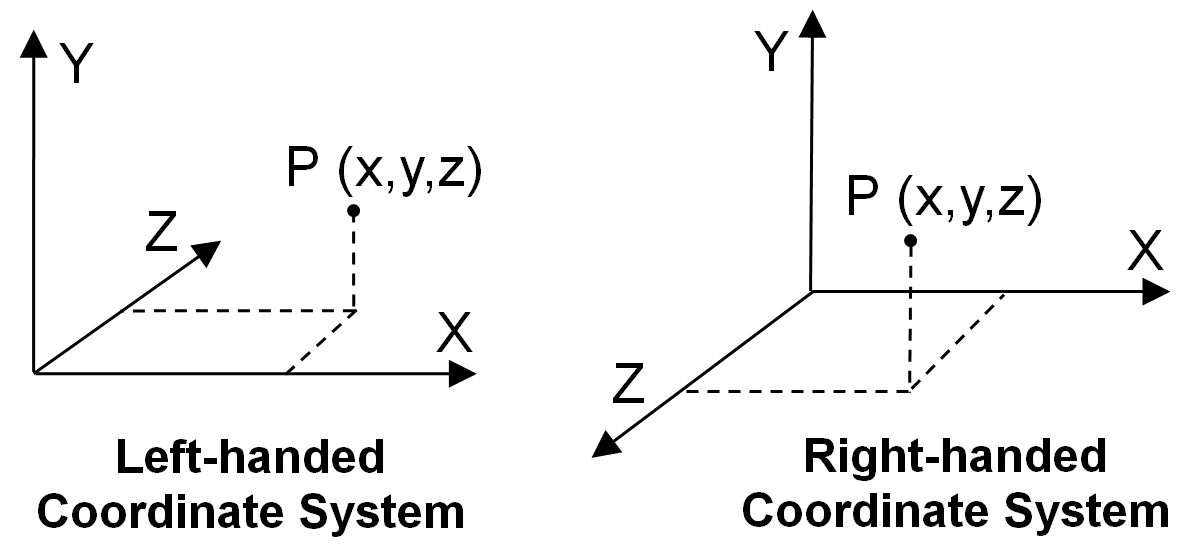 Y
P (x,y,z)
Z
X
Left-handed
Coordinate System
Y
P (x,y,z)
X
Z
Right-handed
Coordinate System